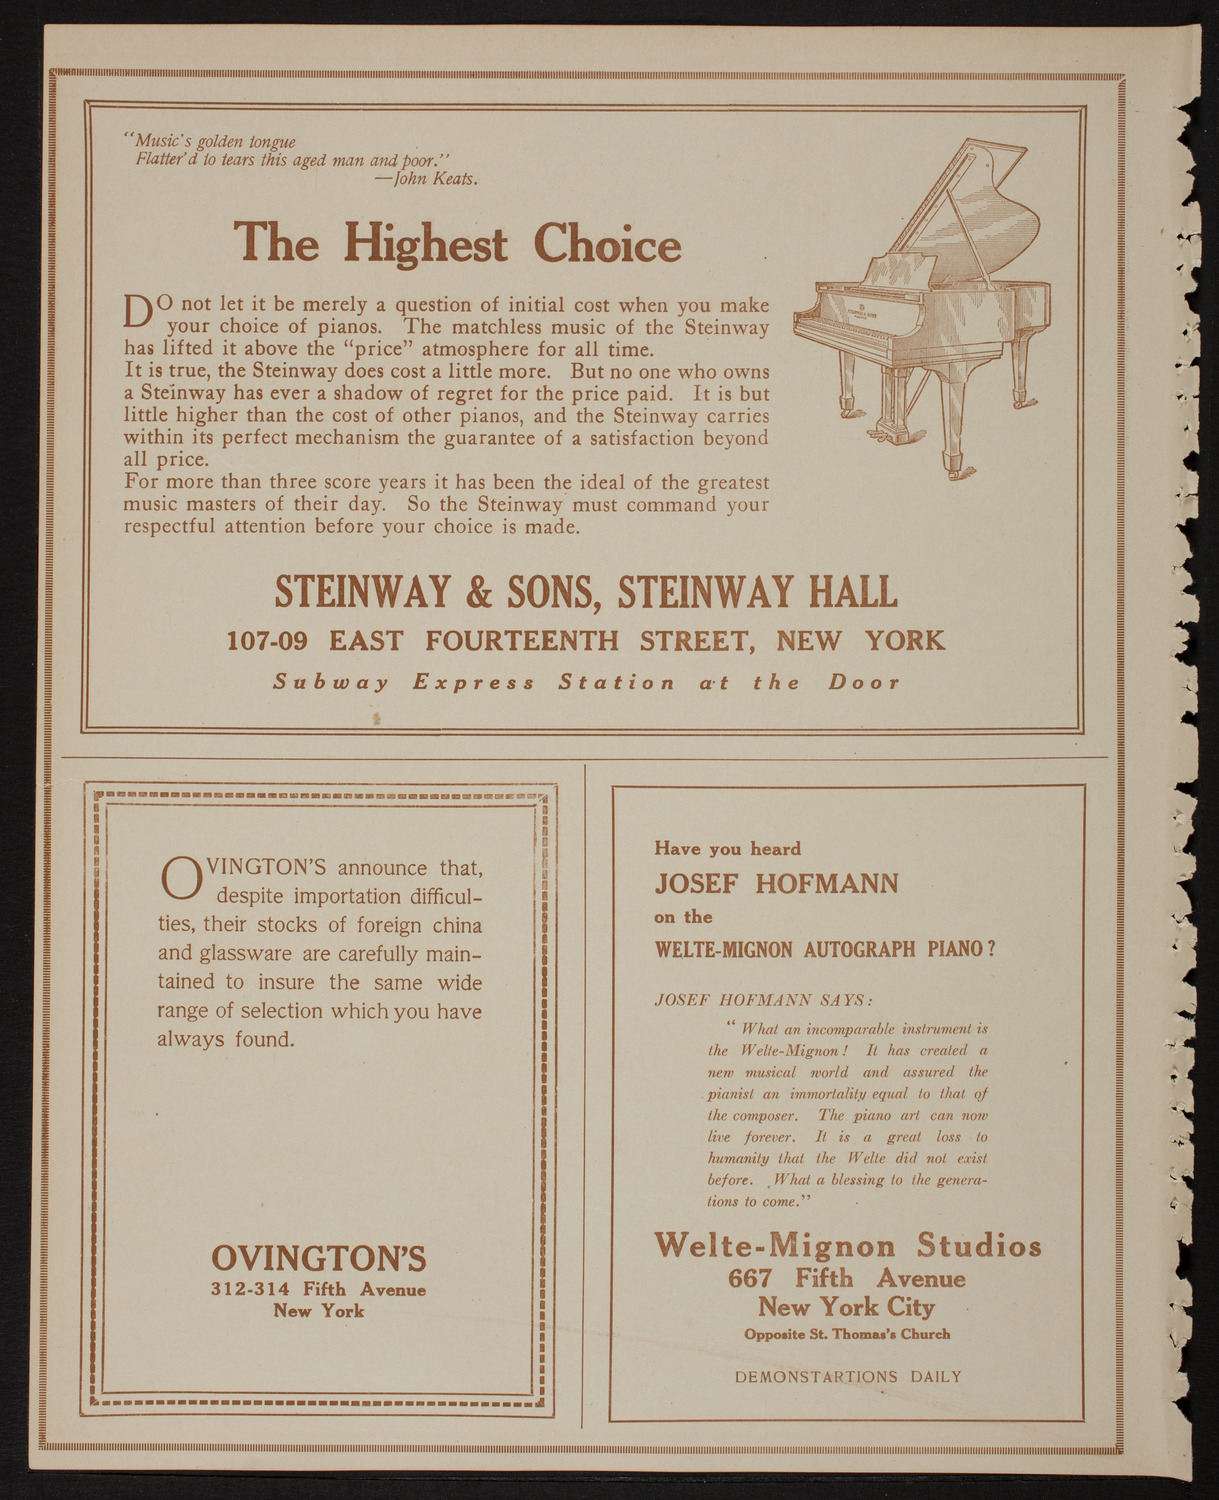 “Music's golden tongue
Flatter'd to tears this aged man and poor.”
—John Keats.
The Highest Choice
DO not let it be merely a question of initial cost when you make
your choice of pianos. The matchless music of the Steinway
has lifted it above the “price” atmosphere for all time.
It is true, the Steinway does cost a little more. But no one who owns
a Steinway has ever a shadow of regret for the price paid. It is but
little higher than the cost of other pianos, and the Steinway carries
within its perfect mechanism the guarantee of a satisfaction beyond
all price.
For more than three score years it has been the ideal of the greatest
music masters of their day. So the Steinway must command your
respectful attention before your choice is made.
STEINWAY & SONS, STEINWAY HALL
107-09 EAST FOURTEENTH STREET, NEW YORK
Subway Express Station at the Door
OVINGTON'S announce that,
despite importation difficul-
ties, their stocks of foreign china
and glassware are carefully main-
tained to insure the same wide
range of selection which you have
always found.
OVINGTON'S
312-314 Fifth Avenue
New York
Have you heard
JOSEF HOFMANN
on the
WELTE-MIGNON AUTOGRAPH PIANO?
JOSEF HOFMANN SAYS:
“ What an incomparable instrument is
the Welte-Mignon! It has created a
new musical world and assured the
pianist an immortality equal to that of
the composer. The piano art can now
live forever. It is a great loss to
humanity that the Welte did not exist
before. What a blessing to the genera-
tions to come.”
Welte-Mignon Studios
667 Fifth Avenue
New York City
Opposite St. Thomas's Church
DEMONSTARTIONS DAILY